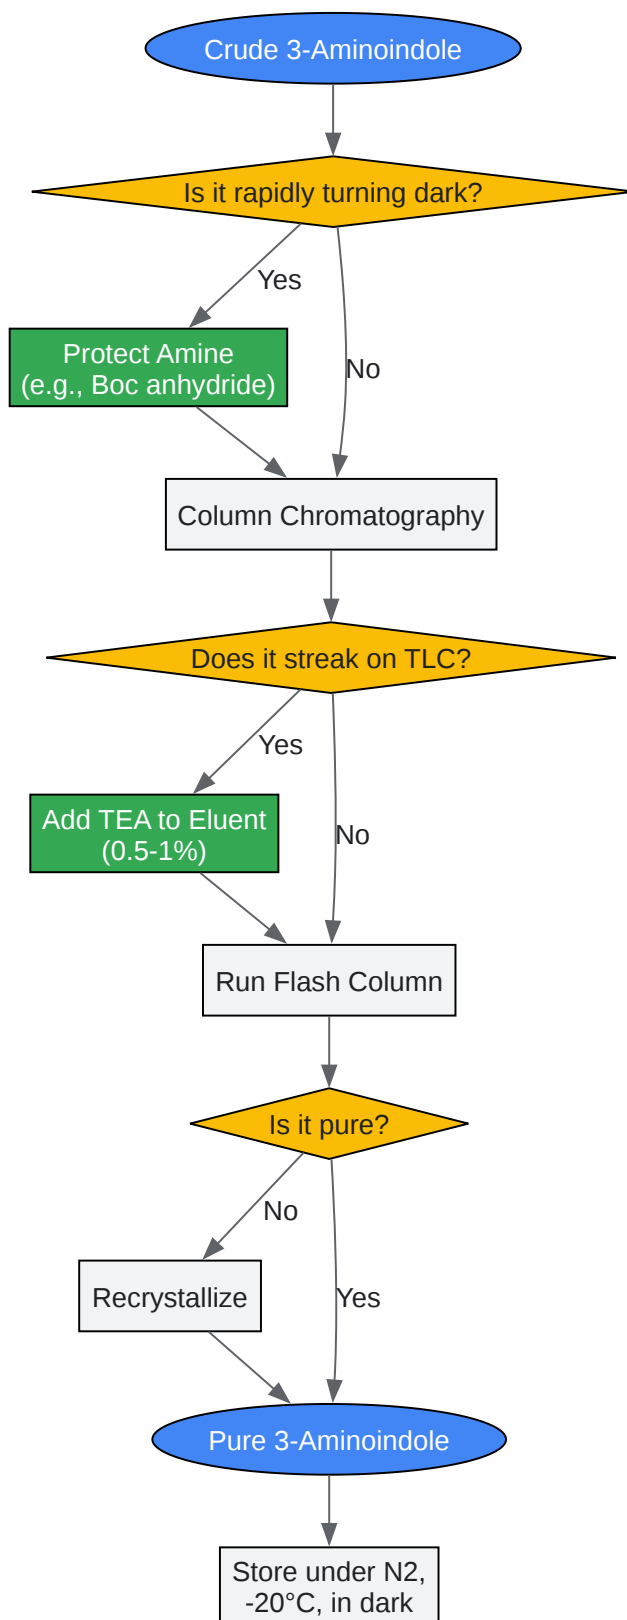 Crude 3-Aminoindole
Is it rapidly turning dark?
Yes
Protect Amine
(e.g., Boc anhydride)
No
Column Chromatography
Does it streak on TLC?
Yes
Add TEA to Eluent
(0.5-1%)
No
Run Flash Column
Is it pure?
No
Recrystallize
Yes
Pure 3-Aminoindole
Store under N2,
-20°C, in dark